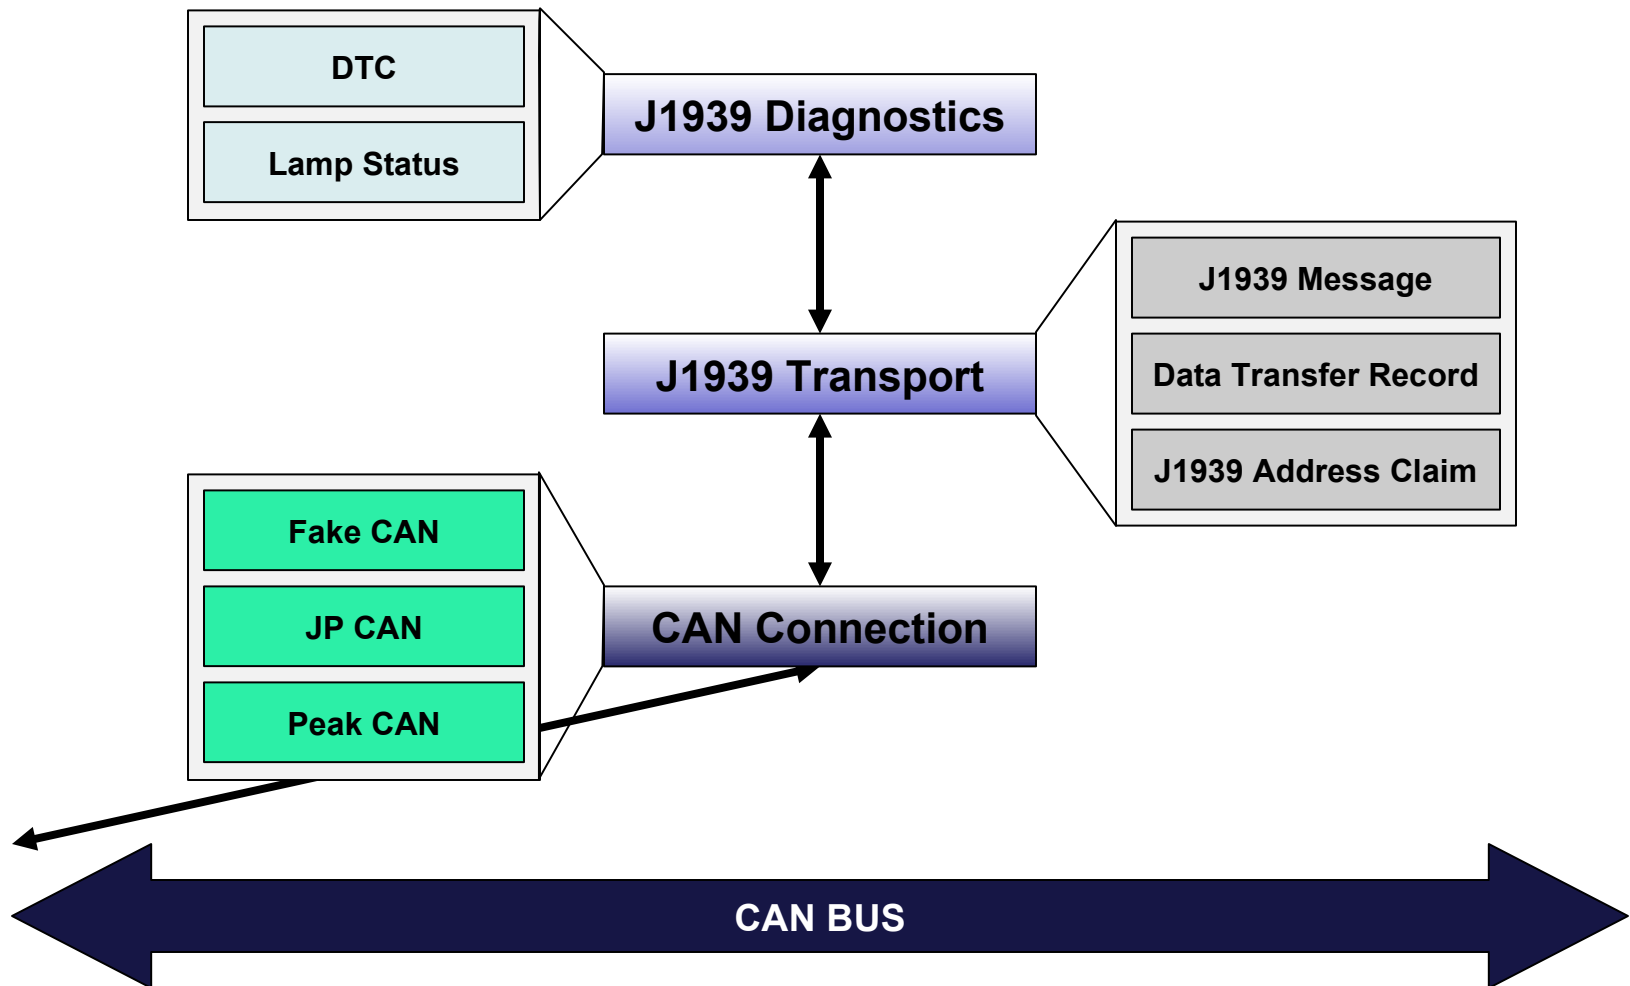 DTC
Lamp Status
J1939 Diagnostics
J1939 Message
J1939 Transport
Data Transfer Record
J1939 Address Claim
Fake CAN
JP CAN
Peak CAN
CAN Connection
CAN BUS